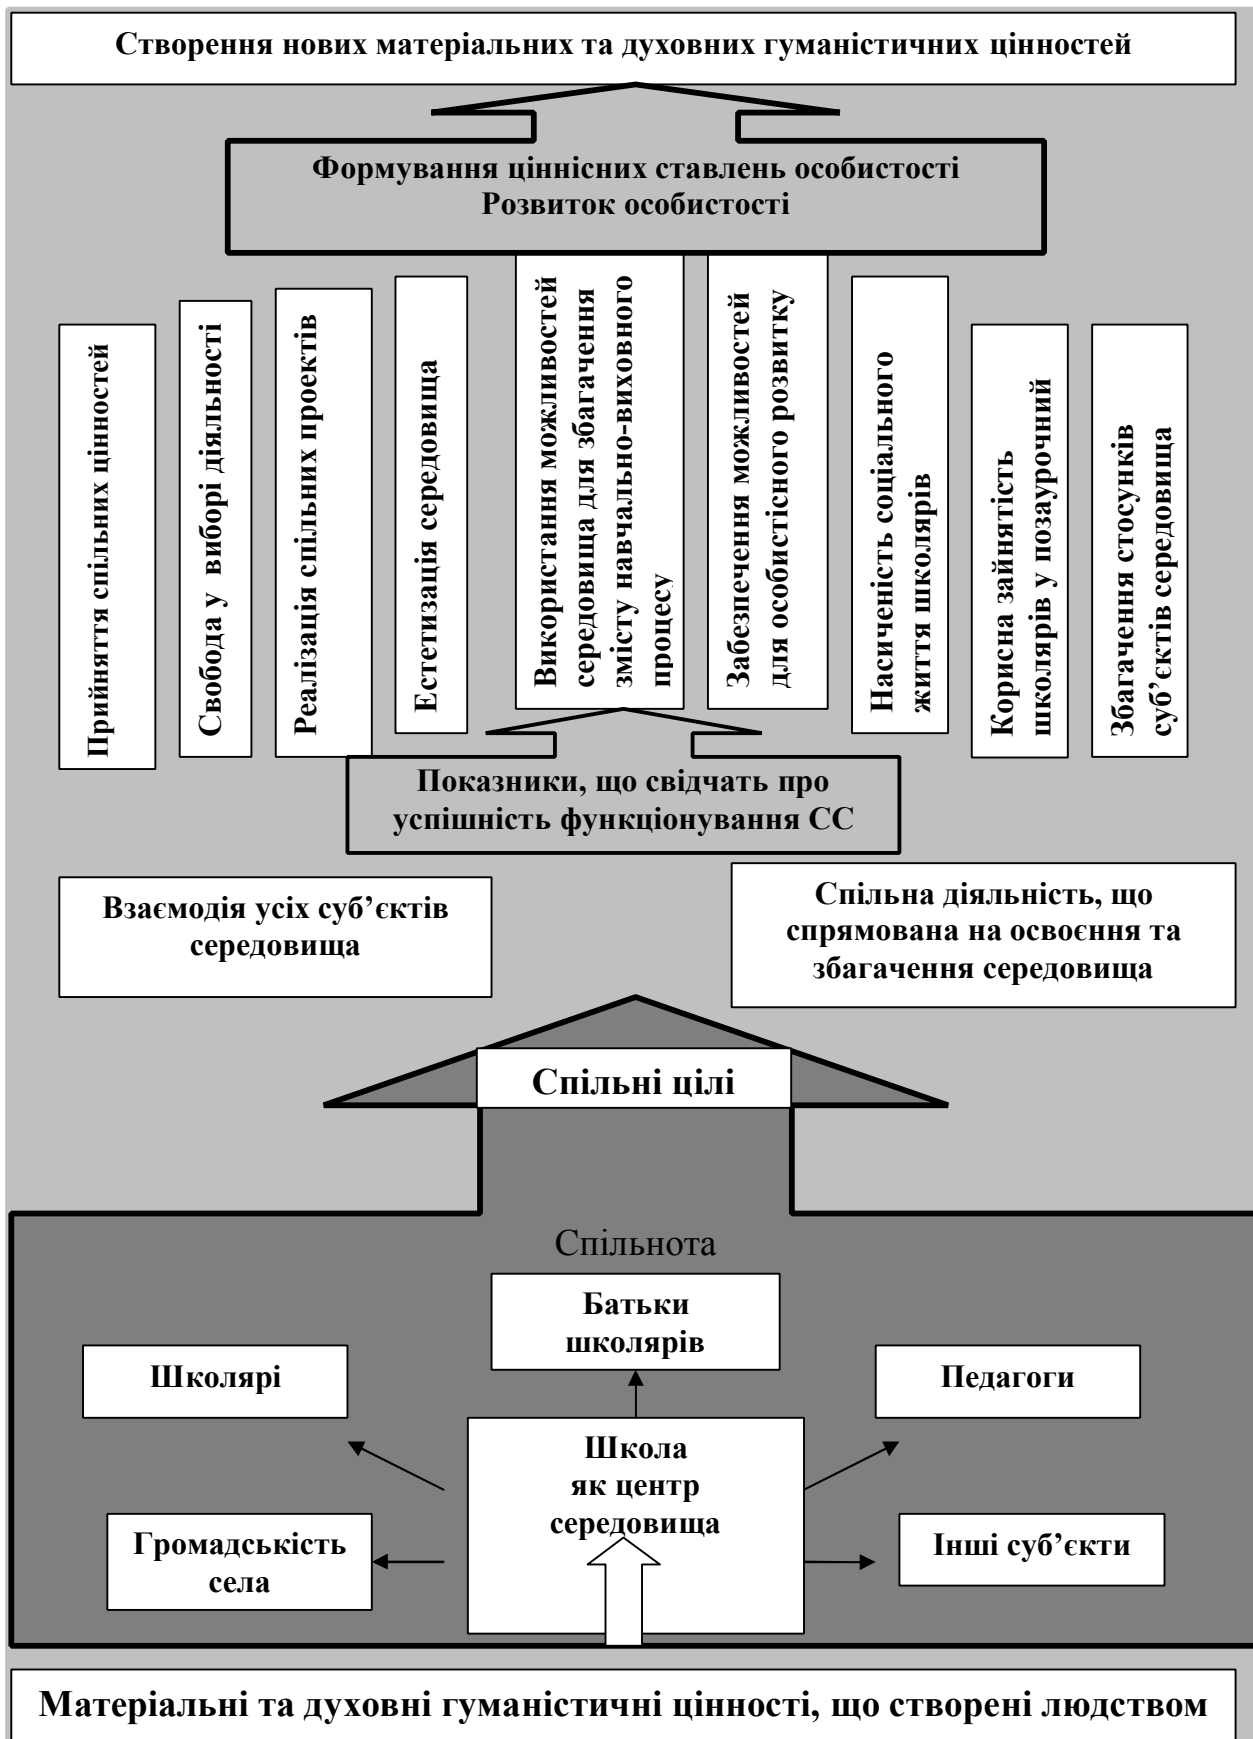 Створення нових матеріальних та духовних гуманістичних цінностей
Формування ціннісних ставлень особистості
Розвиток особистості
Прийняття спільних цінностей
Свобода у виборі діяльності
Реалізація спільних проектів
Естетизація середовища
Використання можливостей
середовища для збагачення
змісту навчально-виховного
процесу
Забезпечення можливостей
для особистісного розвитку
Насиченість соціального
життя школярів
Корисна зайнятість
школярів у позаурочний
Збагачення стосунків
суб’єктів середовища
Показники, що свідчать про
успішність функціонування СС
Взаємодія усіх суб’єктів
середовища
Спільна діяльність, що
спрямована на освоєння та
збагачення середовища
Спільні цілі
Спільнота
Батьки
школярів
Школярі
Педагоги
Школа
як центр
середовища
Громадськість
села
Інші суб’єкти
Матеріальні та духовні гуманістичні цінності, що створені людством